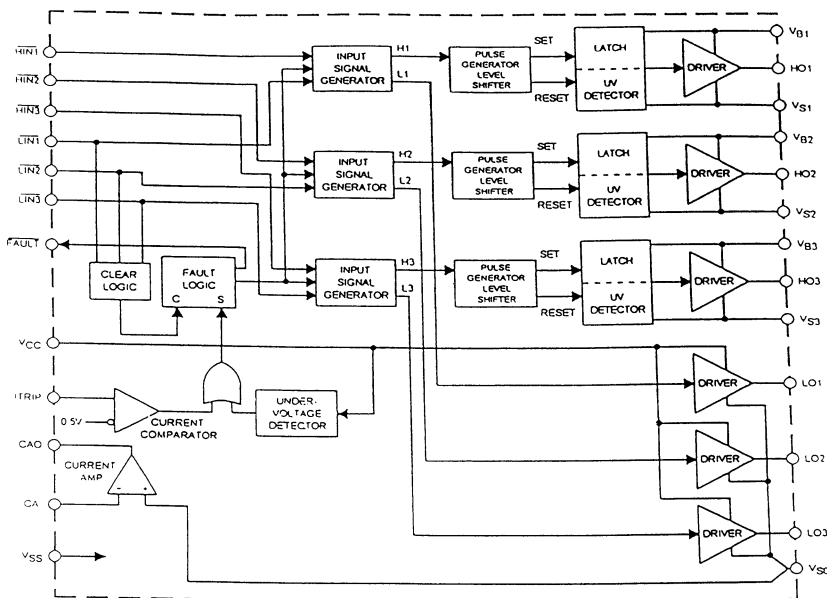 HIN1
HIN2
HIN3
LIN1
LIN2
LIN3
FAULT
VCC
ITRIP
0.5V
CAO
CA
VSS
CLEAR LOGIC
FAULT LOGIC
C S
CURRENT COMPARATOR
CURRENT AMP
- +
UNDER-
VOLTAGE
DETECTOR
INPUT
SIGNAL
GENERATOR
H1
L1
PULSE
GENERATOR
LEVEL
SHIFTER
SET
RESET
LATCH
UV
DETECTOR
DRIVER
VB1
HO1
VS1
INPUT
SIGNAL
GENERATOR
H2
L2
PULSE
GENERATOR
LEVEL
SHIFTER
SET
RESET
LATCH
UV
DETECTOR
DRIVER
VB2
HO2
VS2
INPUT
SIGNAL
GENERATOR
H3
L3
PULSE
GENERATOR
LEVEL
SHIFTER
SET
RESET
LATCH
UV
DETECTOR
DRIVER
VB3
HO3
VS3
DRIVER
LO1
DRIVER
LO2
DRIVER
LO3